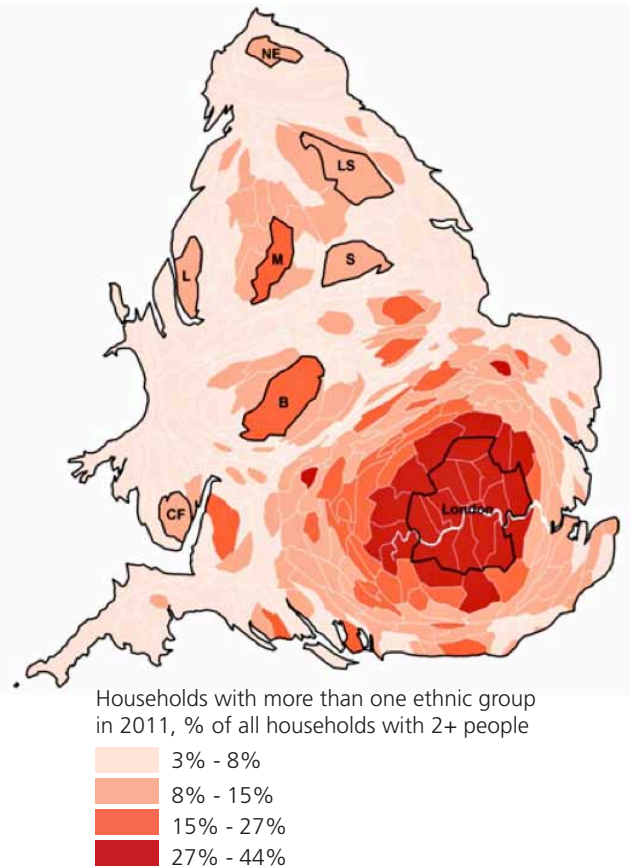 NE
LS
M
S
L
B
CF
London
Households with more than one ethnic group
in 2011, % of all households with 2+ people
3% - 8%
8% - 15%
15% - 27%
27% - 44%